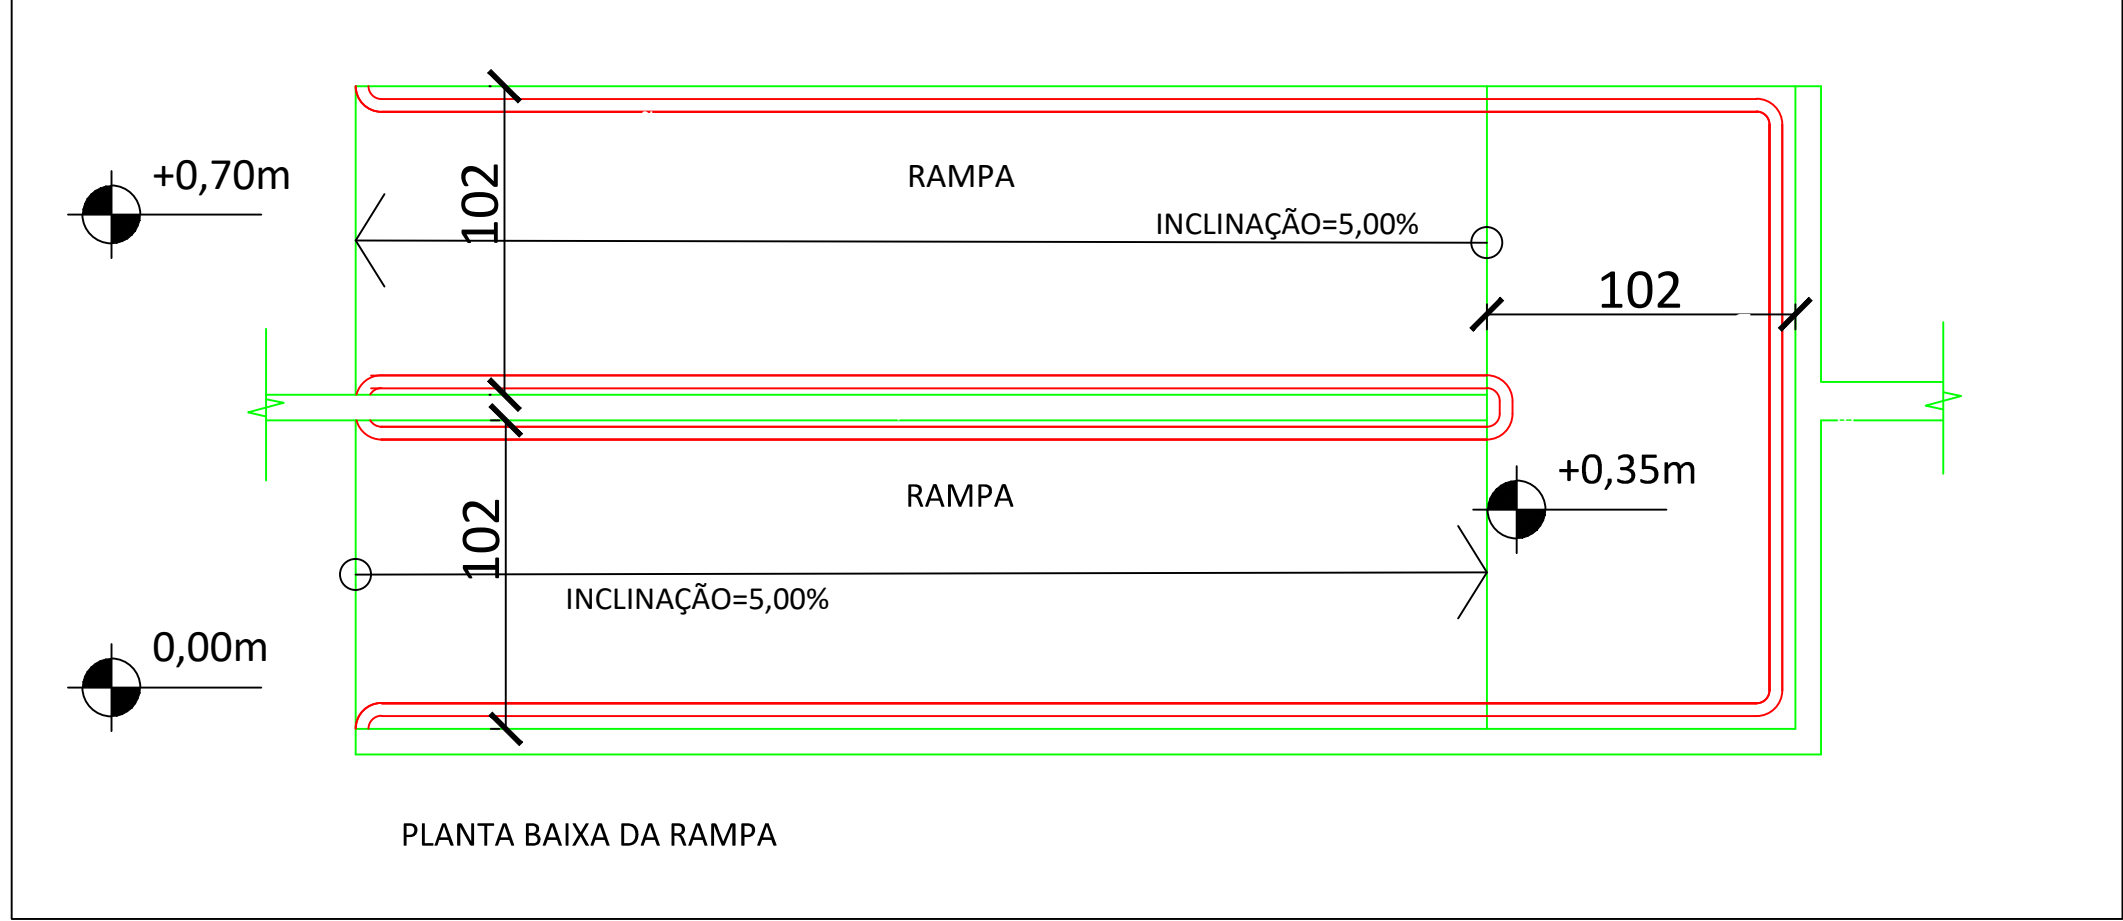 +0,70m
102
RAMPA
INCLINAÇÃO=5,00%
102
+0,35m
RAMPA
102
INCLINAÇÃO=5,00%
0,00m
PLANTA BAIXA DA RAMPA